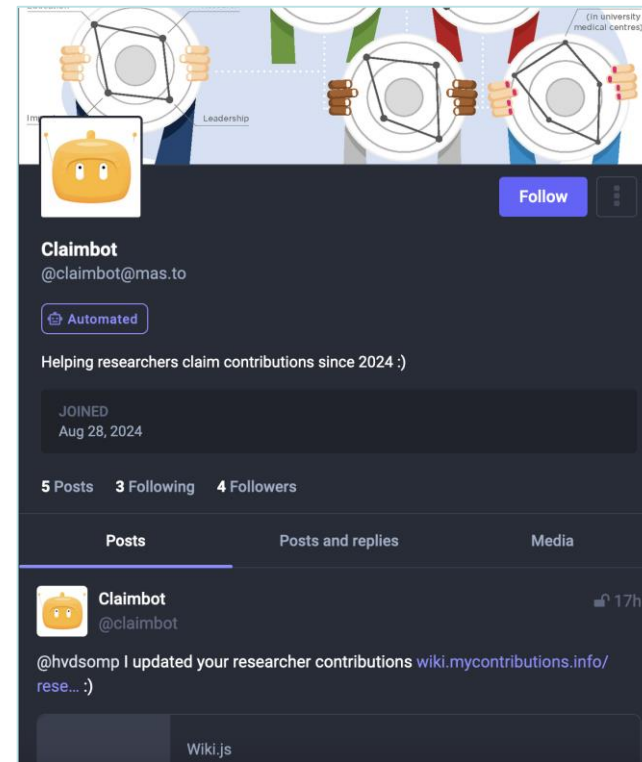 (in university
medical centres)
Leadership
Follow
Claimbot
@claimbot@mas.to
Automated
Helping researchers claim contributions since 2024 :)
JOINED
Aug 28, 2024
5 Posts 3 Following 4 Followers
Posts Posts and replies Media
Claimbot 17h
@claimbot
@hvdsomp I updated your researcher contributions wiki.mycontributions.info/
rese… :)
Wiki.js